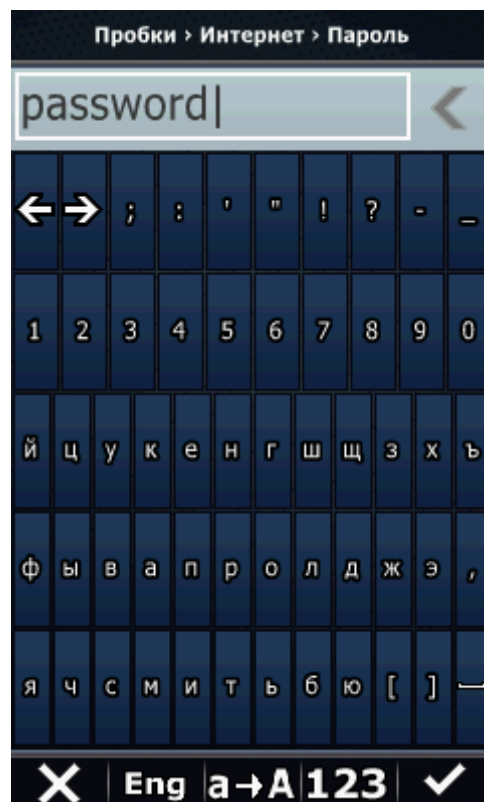 Пробки › Интернет › Пароль
password
; : ' " ! ? - _
1 2 3 4 5 6 7 8 9 0
й ц у к е н г ш щ з х ъ
ф ы в а п р о л д ж э ,
я ч с м и т ь б ю [ ]
Eng a→A 123